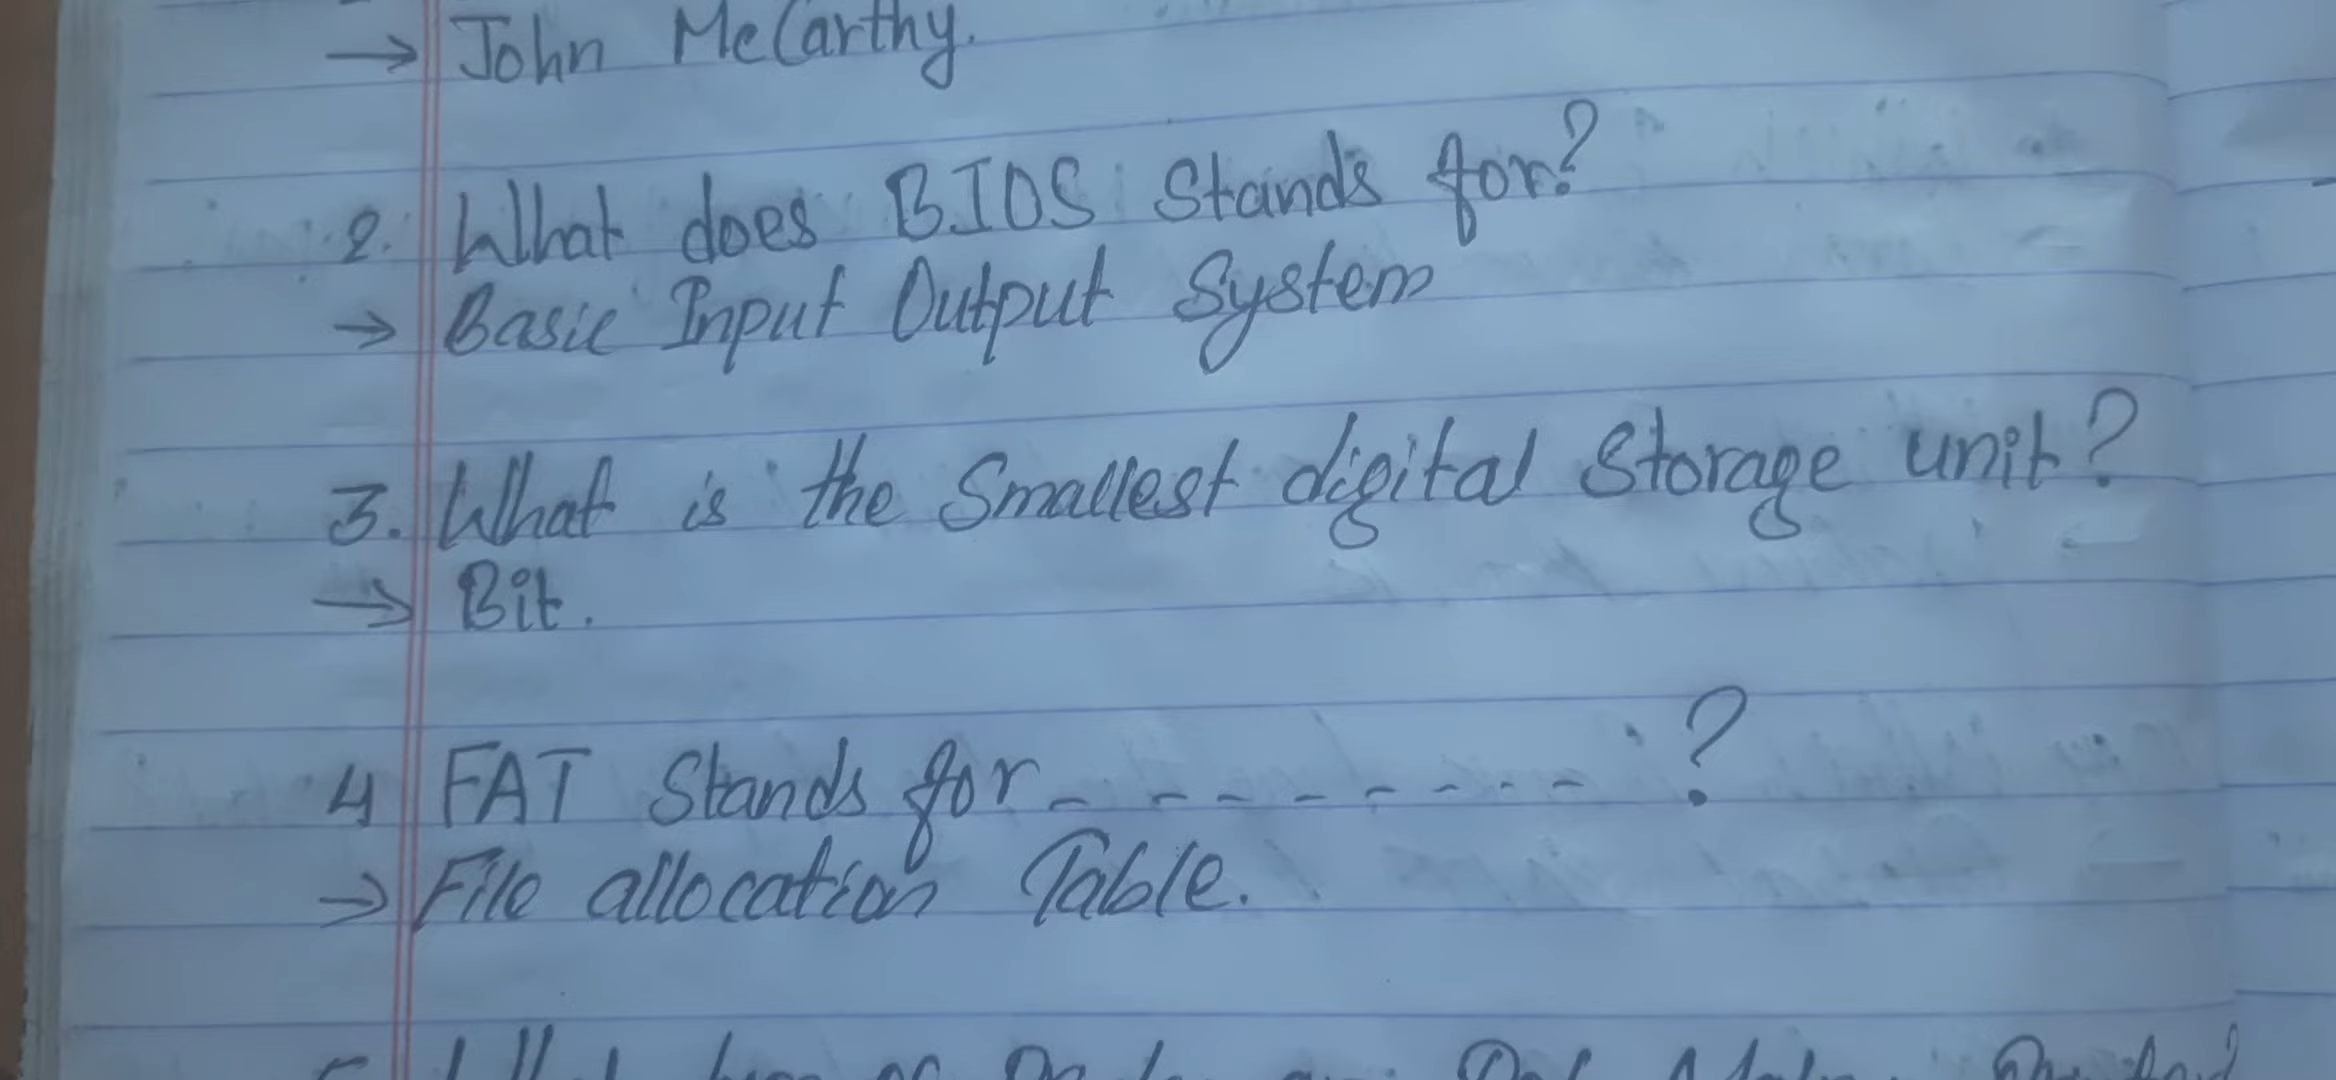 → John McCarthy.
2. What does BIOS Stands for?
→ Basic Input Output System
3. What is the Smallest digital Storage unit?
→ Bit.
4 FAT Stands for - - - - - - - - ?
→ File allocation Table.